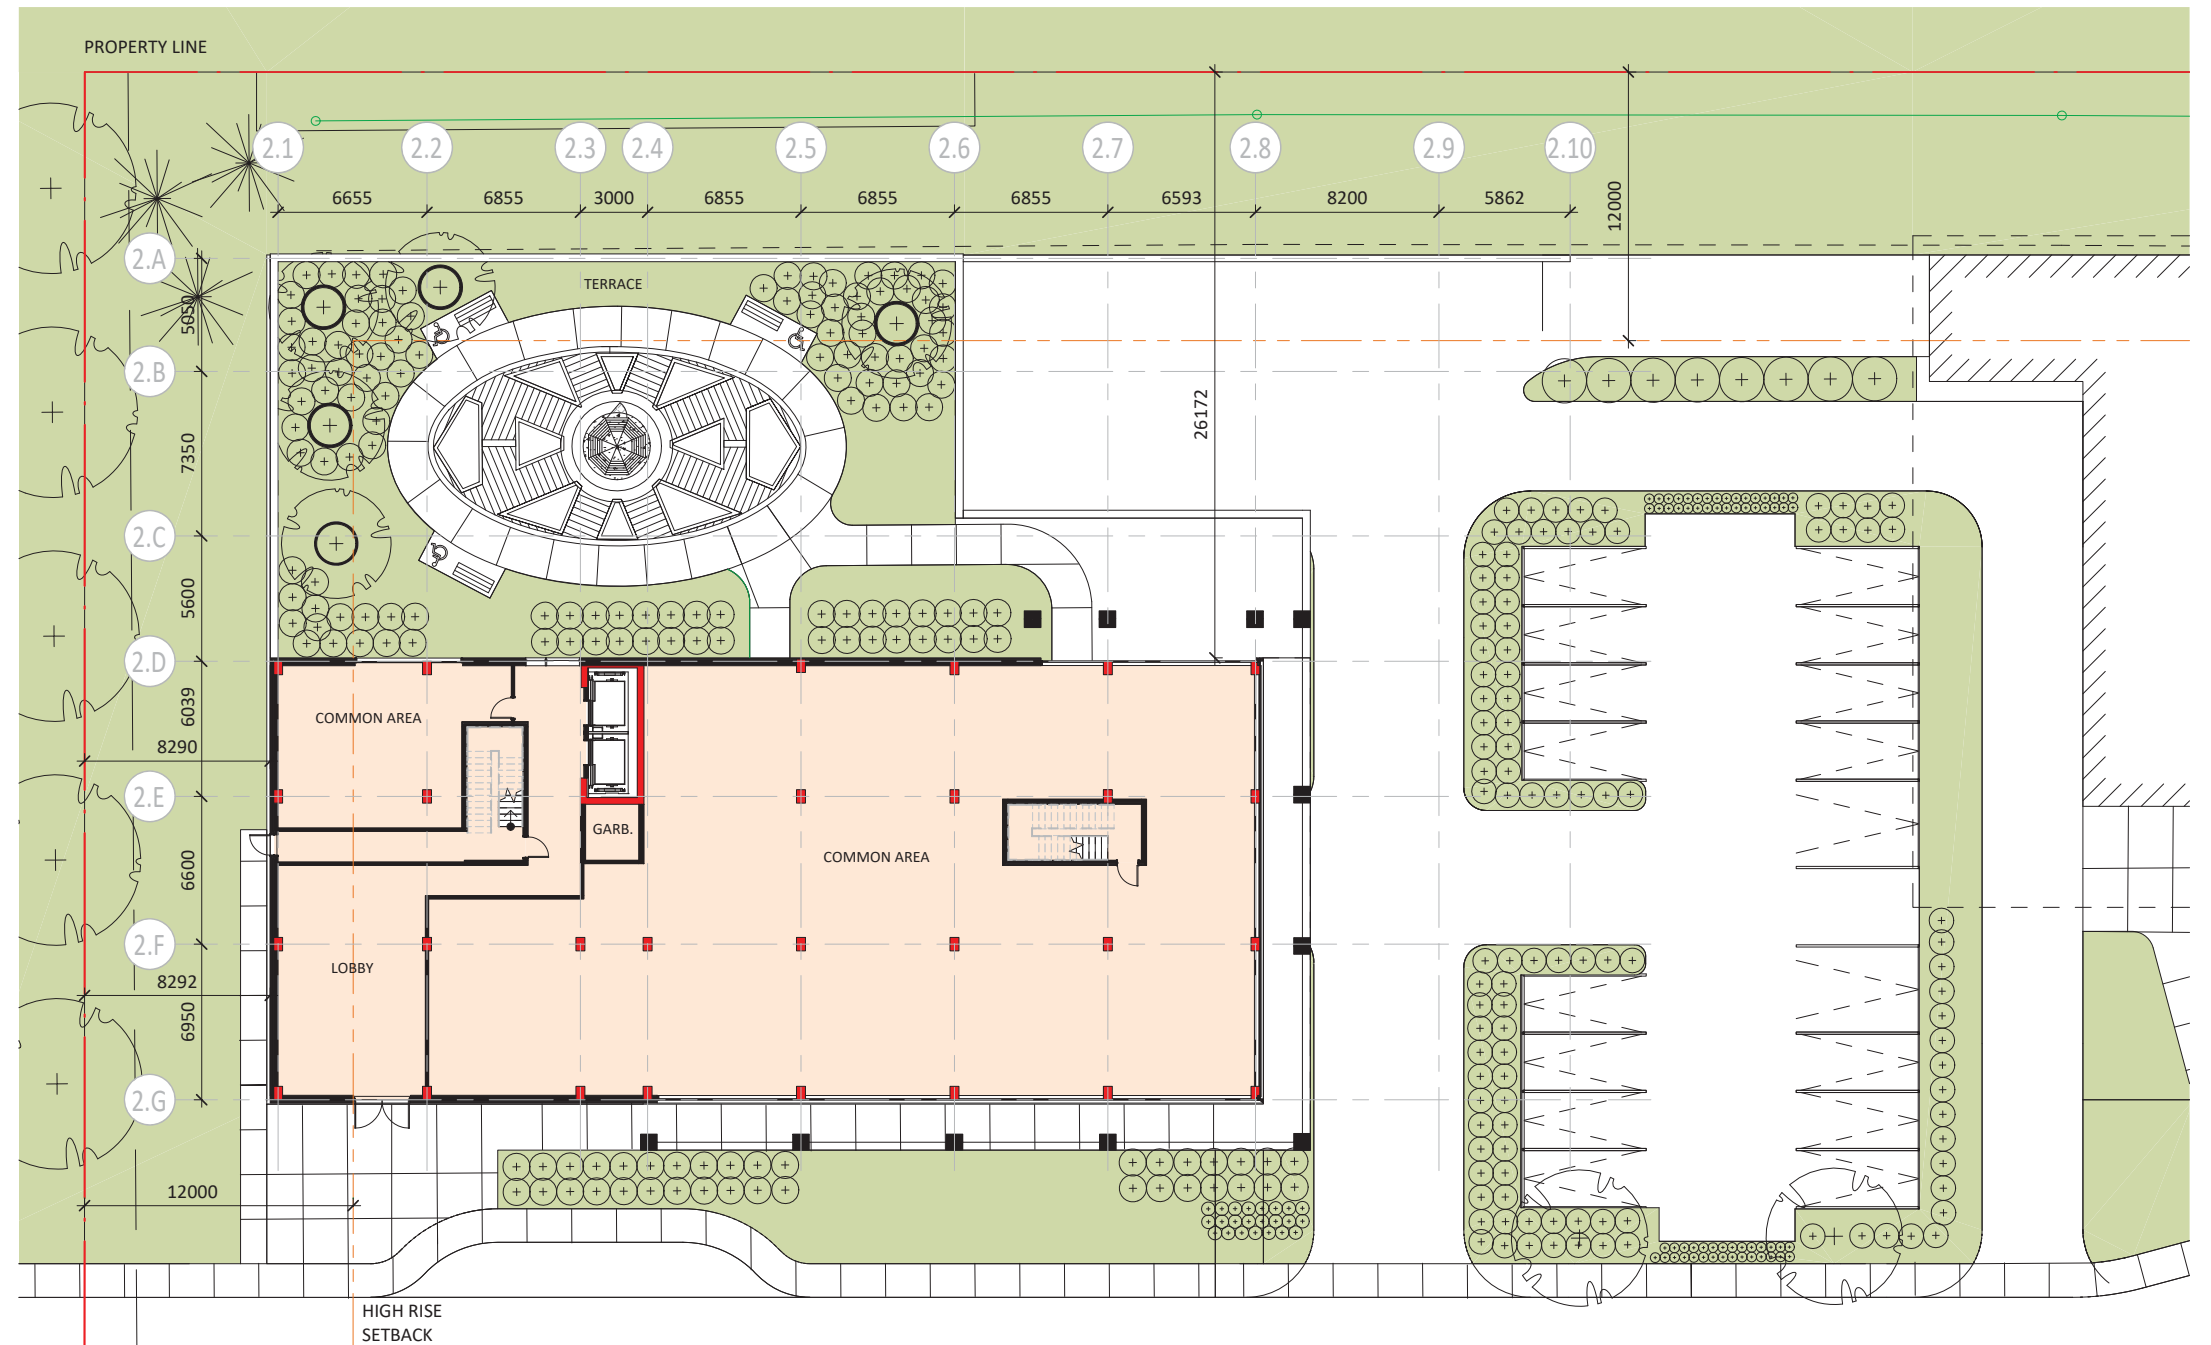 PROPERTY LINE
2.1
2.2
2.3
2.4
2.5
2.6
2.7
2.8
2.9
2.10
6655
6855
3000
6855
6855
6855
6593
8200
5862
12000
2.A
TERRACE
5050
2.B
26172
7350
2.C
5600
2.D
6039
COMMON AREA
8290
2.E
GARB.
COMMON AREA
6600
2.F
LOBBY
8292
6950
2.G
12000
HIGH RISE
SETBACK